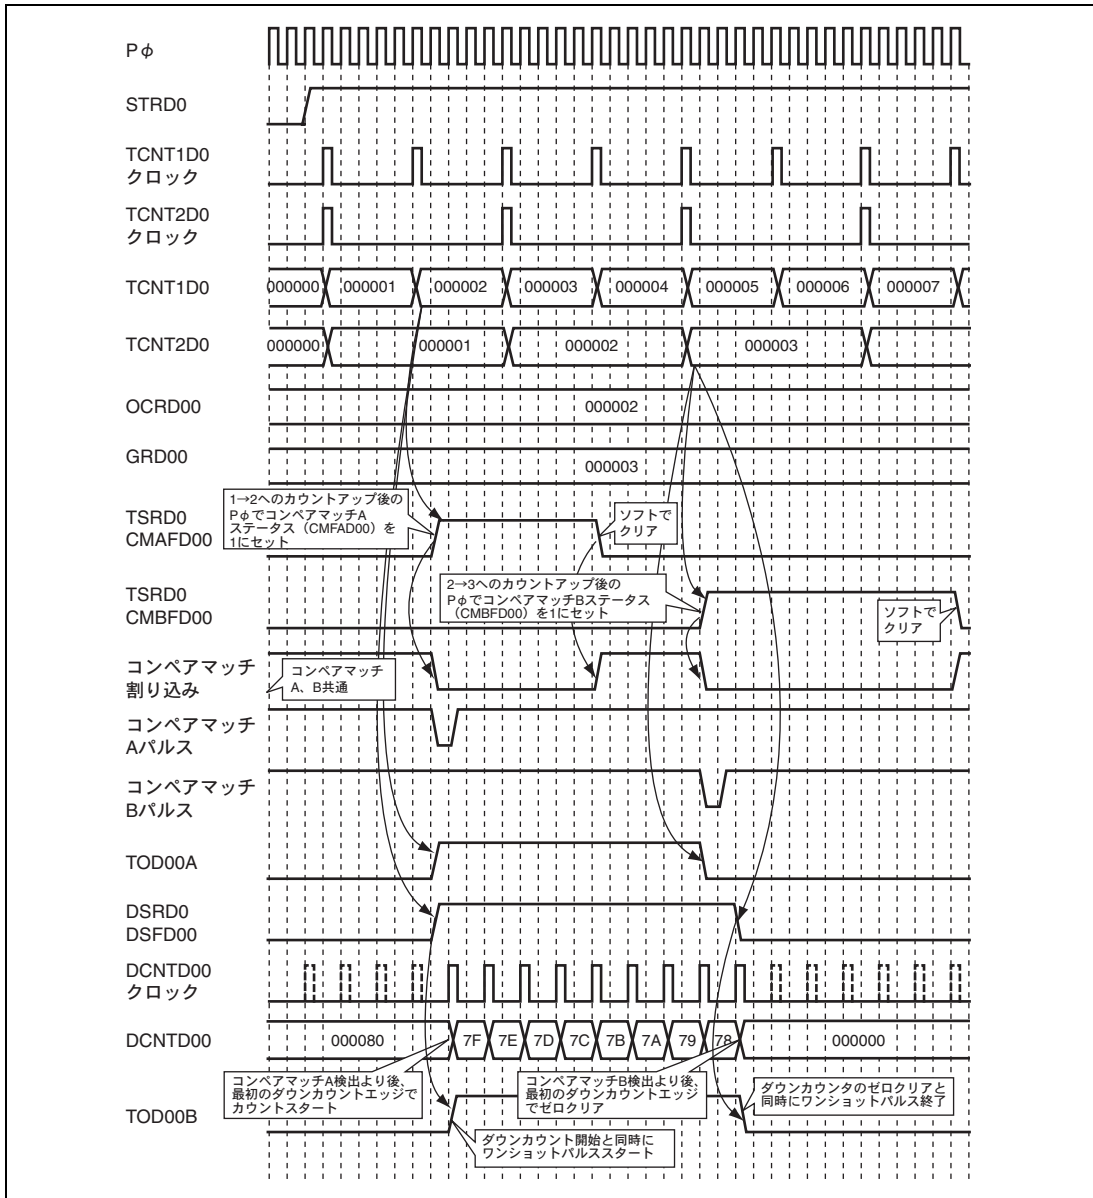 Pφ
STRD0
TCNT1D0
クロック
TCNT2D0
クロック
TCNT1D0
000000 000001 000002 000003 000004 000005 000006 000007
TCNT2D0
000000 000001 000002 000003
OCRD00
000002
GRD00
000003
1→2へのカウントアップ後の
PφでコンペアマッチA
ステータス（CMFAD00）を
1にセット
TSRD0
CMAFD00
ソフトで
クリア
2→3へのカウントアップ後の
PφでコンペアマッチBステータス
（CMBFD00）を1にセット
TSRD0
CMBFD00
ソフトで
クリア
コンペアマッチ
割り込み
コンペアマッチ
A、B共通
コンペアマッチ
Aパルス
コンペアマッチ
Bパルス
TOD00A
DSRD0
DSFD00
DCNTD00
クロック
DCNTD00
000080 7F 7E 7D 7C 7B 7A 79 78 000000
コンペアマッチA検出より後、
最初のダウンカウントエッジで
カウントスタート
コンペアマッチB検出より後、
最初のダウンカウントエッジ
でゼロクリア
ダウンカウンタのゼロクリアと
同時にワンショットパルス終了
TOD00B
ダウンカウント開始と同時に
ワンショットパルススタート